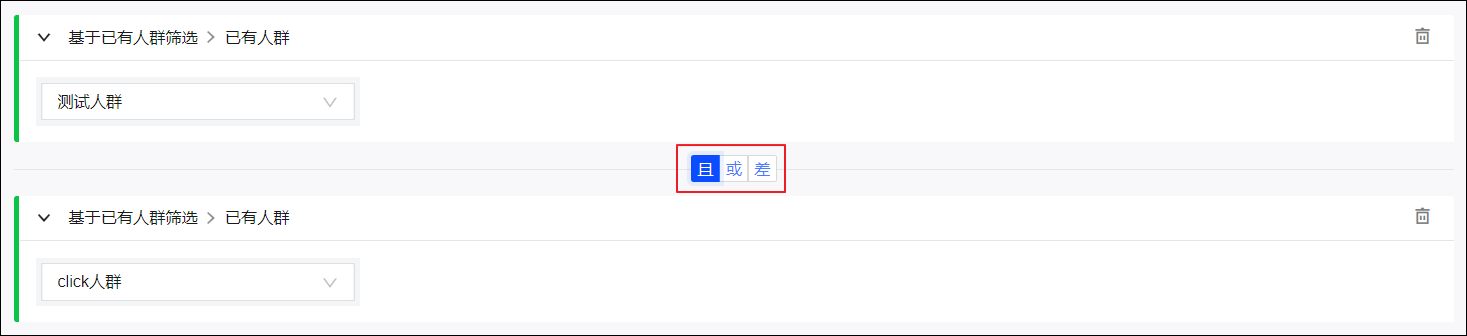 基于已有人群筛选 > 已有人群
测试人群
且 或 差
基于已有人群筛选 > 已有人群
click人群